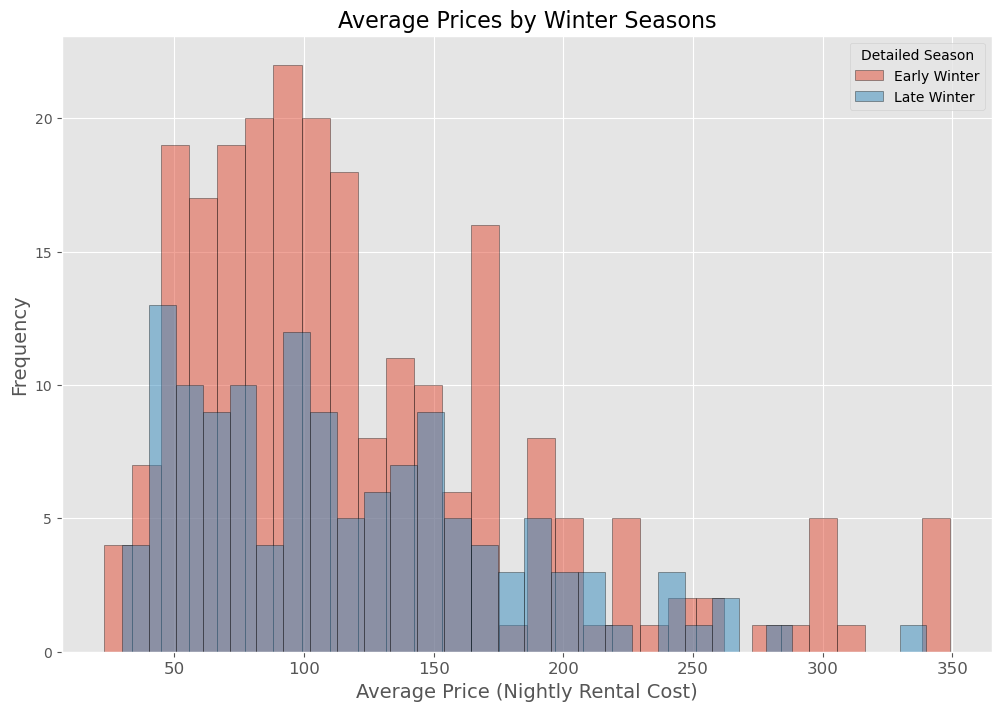 Average Prices by Winter Seasons
Detailed Season
Early Winter
Late Winter
Frequency
20
15
10
5
0
50 100 150 200 250 300 350
Average Price (Nightly Rental Cost)